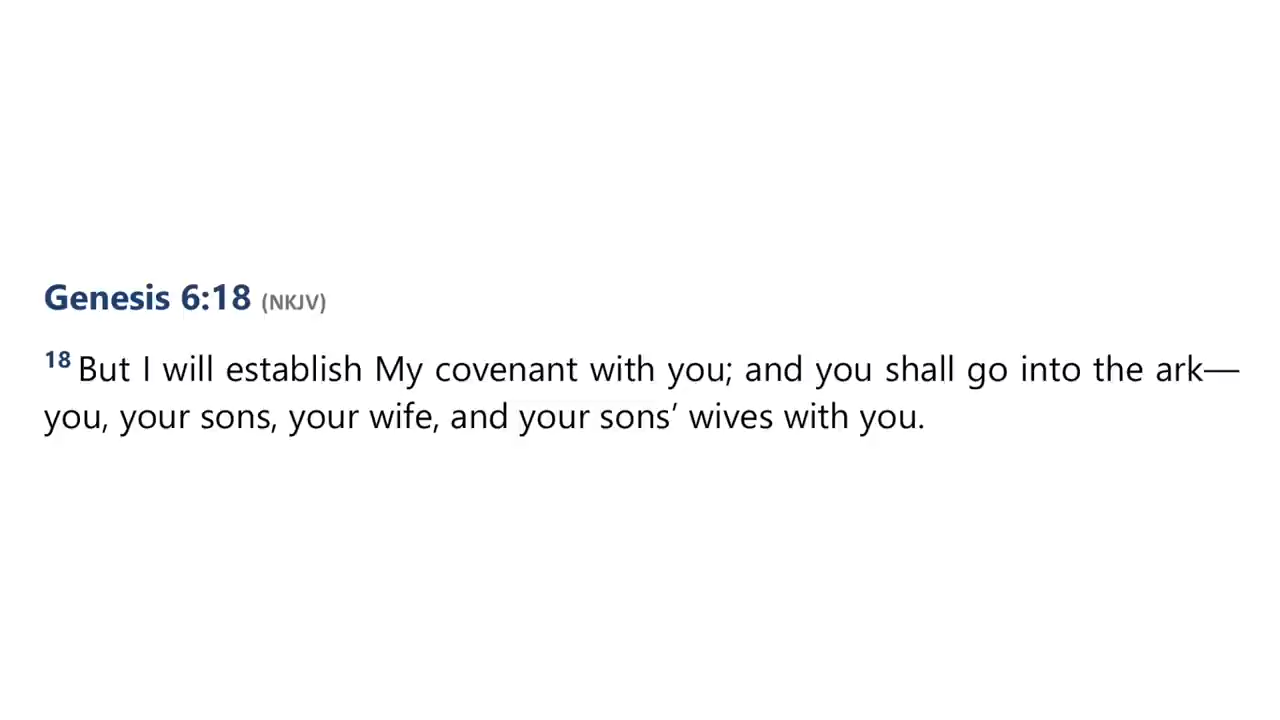 Genesis 6:18 (NKJV)
18 But I will establish My covenant with you; and you shall go into the ark—
you, your sons, your wife, and your sons’ wives with you.